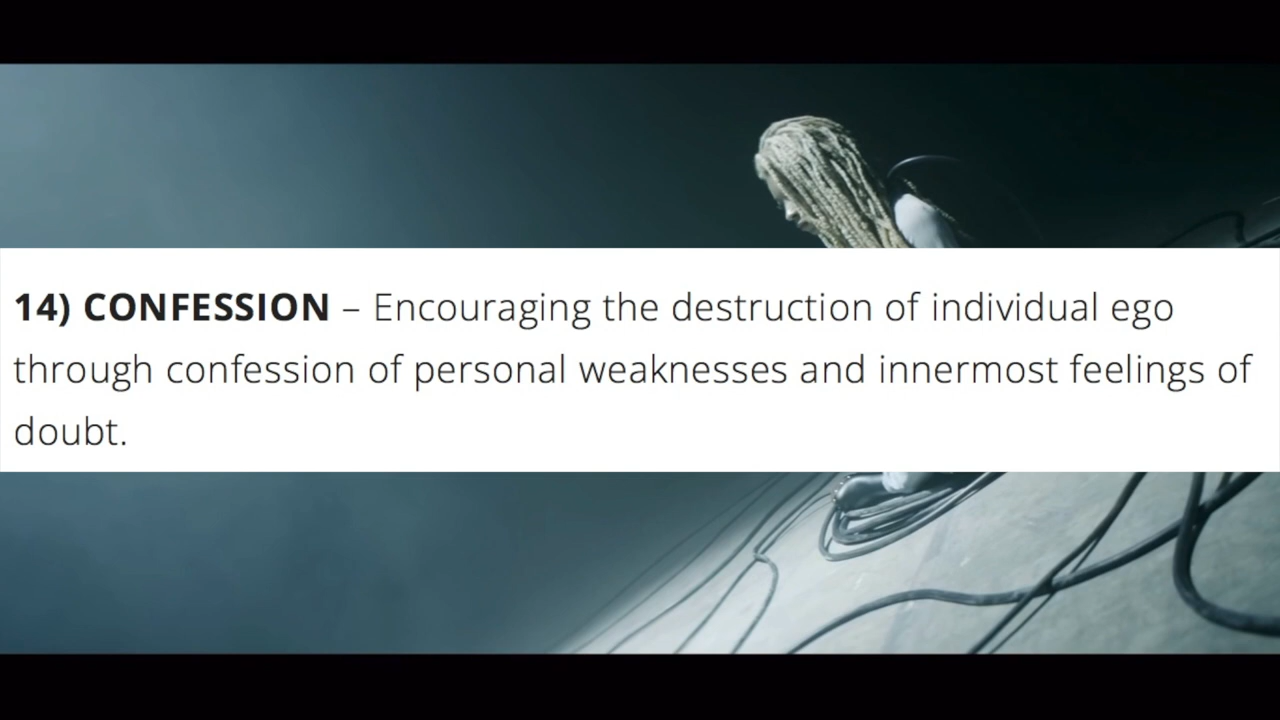 14) CONFESSION – Encouraging the destruction of individual ego
through confession of personal weaknesses and innermost feelings of
doubt.